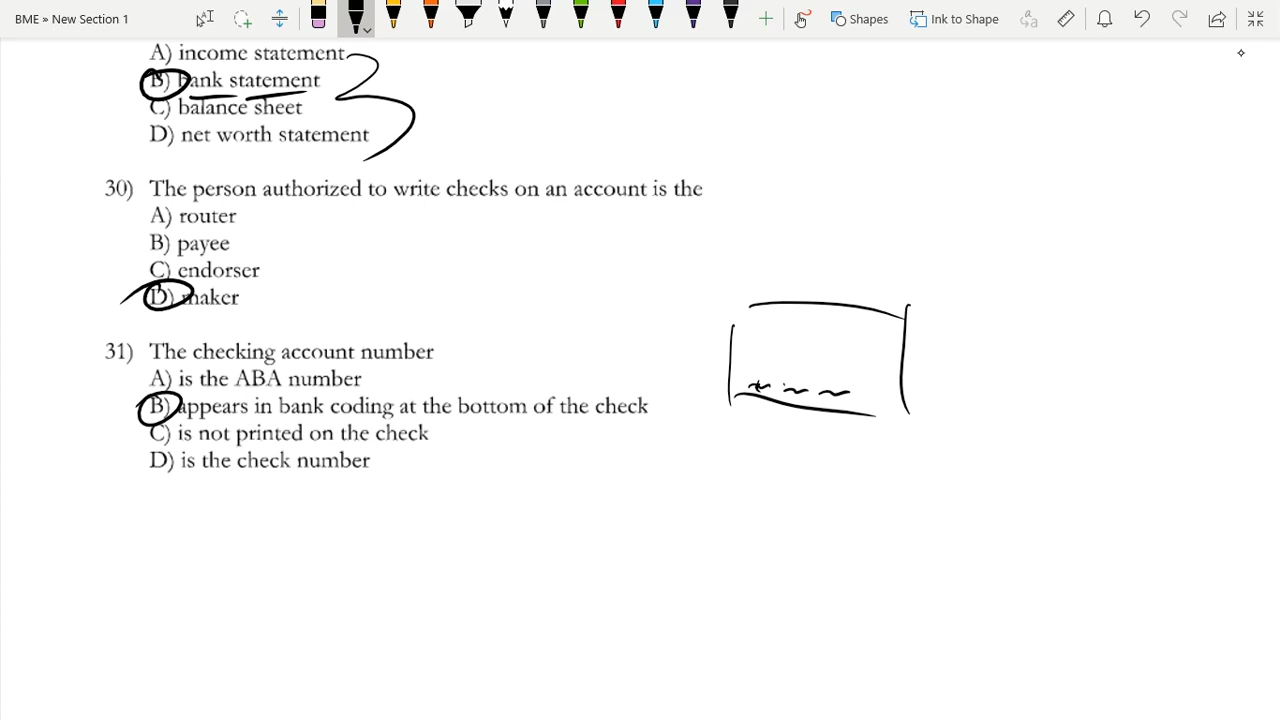 BME » New Section 1
Shapes
Ink to Shape
A) income statement
B) bank statement
C) balance sheet
D) net worth statement
30) The person authorized to write checks on an account is the
A) router
B) payee
C) endorser
D) maker
31) The checking account number
A) is the ABA number
B) appears in bank coding at the bottom of the check
C) is not printed on the check
D) is the check number